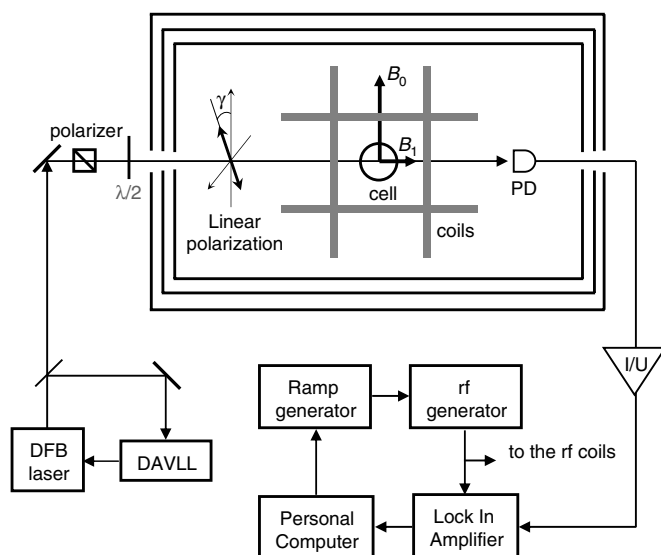 γ
B0
polarizer
B1
cell
PD
λ/2
Linear
polarization
coils
I/U
Ramp
generator
rf
generator
to the rf coils
DFB
laser
DAVLL
Personal
Computer
Lock In
Amplifier